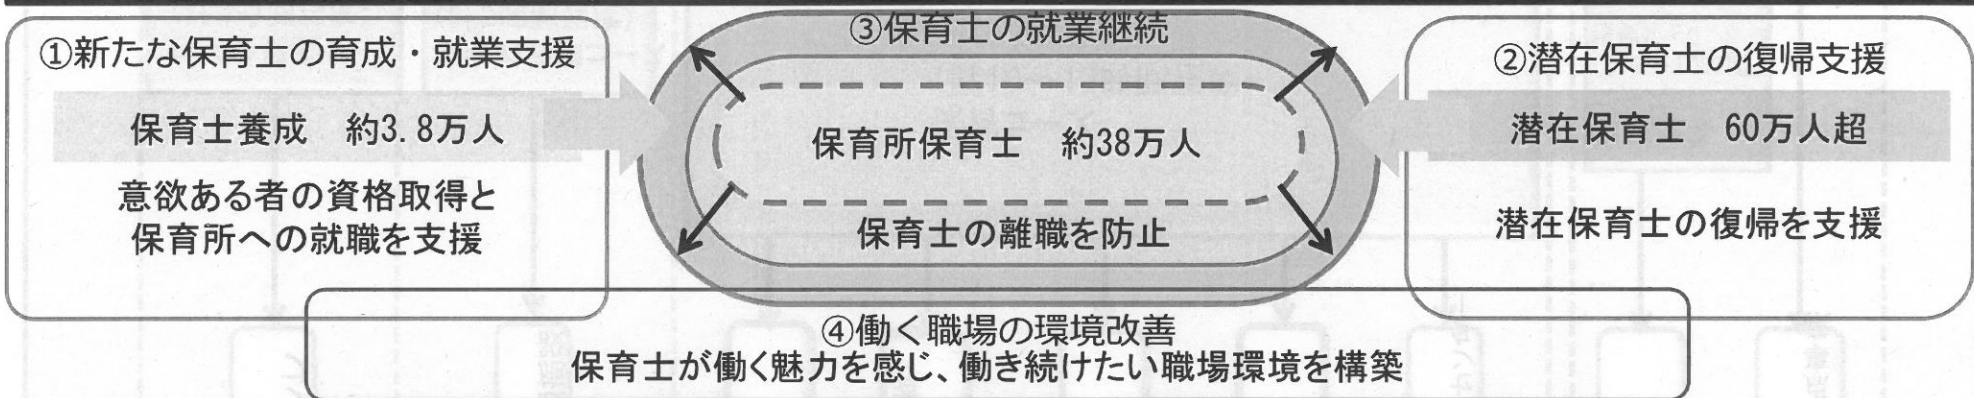 ①新たな保育士の育成・就業支援
保育士養成　約3.8万人
意欲ある者の資格取得と
保育所への就職を支援
③保育士の就業継続
保育所保育士　約38万人
保育士の離職を防止
②潜在保育士の復帰支援
潜在保育士　60万人超
潜在保育士の復帰を支援
④働く職場の環境改善
保育士が働く魅力を感じ、働き続けたい職場環境を構築